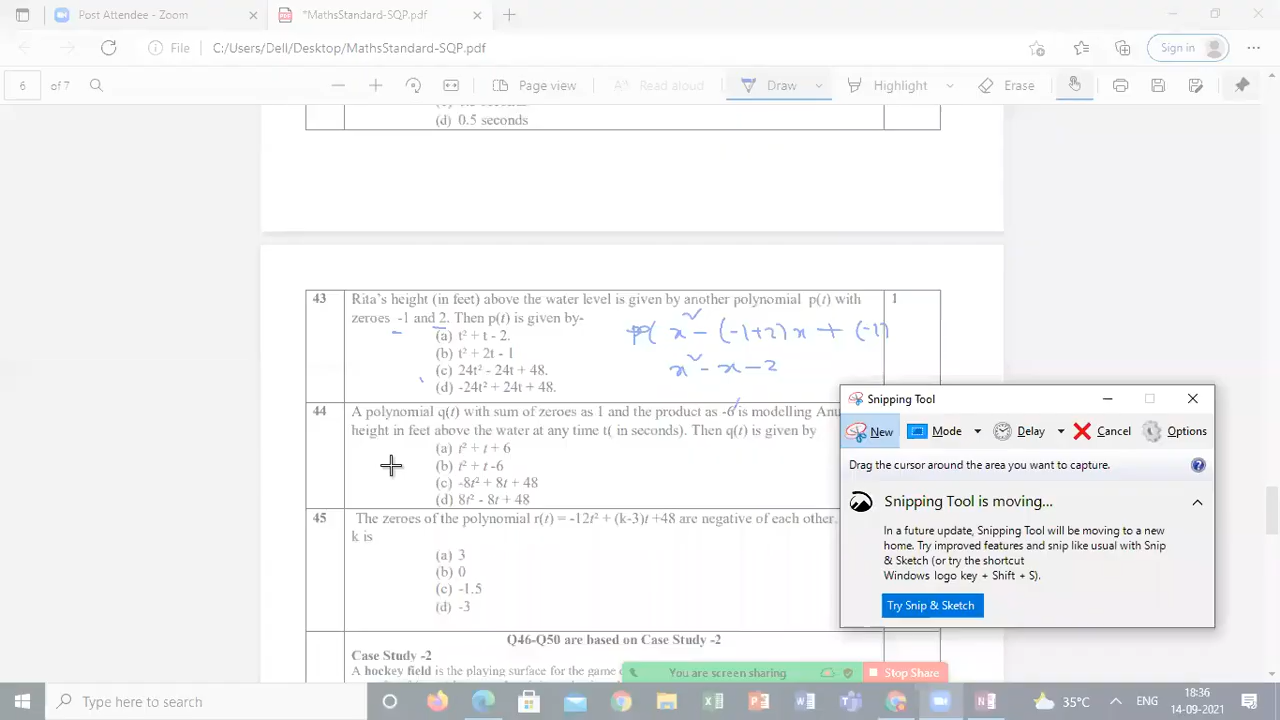 Post Attendee - Zoom
*MathsStandard-SQP.pdf
File C:/Users/Dell/Desktop/MathsStandard-SQP.pdf
Sign in
6 of 7
Page view
Read aloud
Draw
Highlight
Erase
(d) 0.5 seconds
43 Rita's height (in feet) above the water level is given by another polynomial p(t) with 1
zeroes -1 and 2. Then p(t) is given by-
(a) t² + t - 2.
(b) t² + 2t - 1
(c) 24t² - 24t + 48.
(d) -24t² + 24t + 48.
x² - (-1+2)x + (-1)
x² - x - 2
44 A polynomial q(t) with sum of zeroes as 1 and the product as -6 is modelling Anu
height in feet above the water at any time t( in seconds). Then q(t) is given by
(a) t² + t + 6
(b) t² + t -6
(c) -8t² + 8t + 48
(d) 8t² - 8t + 48
45 The zeroes of the polynomial r(t) = -12t² + (k-3)t +48 are negative of each other.
k is
(a) 3
(b) 0
(c) -1.5
(d) -3
Q46-Q50 are based on Case Study -2
Case Study -2
A hockey field is the playing surface for the game
Snipping Tool
New Mode Delay Cancel Options
Drag the cursor around the area you want to capture.
Snipping Tool is moving...
In a future update, Snipping Tool will be moving to a new
home. Try improved features and snip like usual with Snip
& Sketch (or try the shortcut
Windows logo key + Shift + S).
Try Snip & Sketch
You are screen sharing
Stop Share
Type here to search
35°C
ENG
18:36
14-09-2021